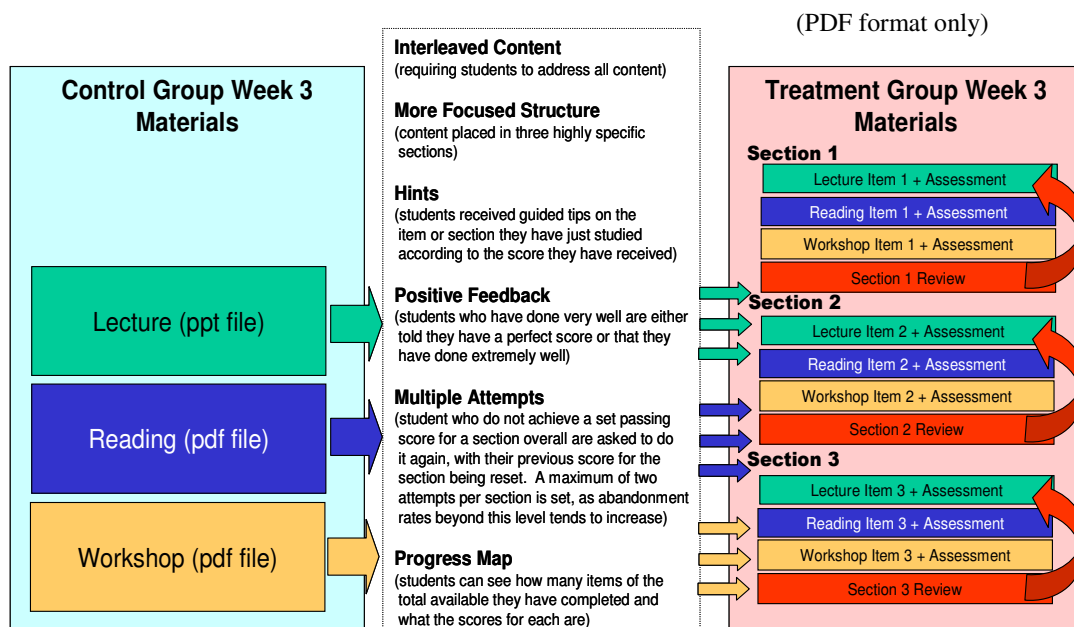 (PDF format only)
Control Group Week 3
Materials
Lecture (ppt file)
Reading (pdf file)
Workshop (pdf file)
Interleaved Content
(requiring students to address all content)
More Focused Structure
(content placed in three highly specific
sections)
Hints
(students received guided tips on the
item or section they have just studied
according to the score they have received)
Positive Feedback
(students who have done very well are either
told they have a perfect score or that they
have done extremely well)
Multiple Attempts
(student who do not achieve a set passing
score for a section overall are asked to do
it again, with their previous score for the
section being reset. A maximum of two
attempts per section is set, as abandonment
rates beyond this level tends to increase)
Progress Map
(students can see how many items of the
total available they have completed and
what the scores for each are)
Treatment Group Week 3
Materials
Section 1
Lecture Item 1 + Assessment
Reading Item 1 + Assessment
Workshop Item 1 + Assessment
Section 1 Review
Section 2
Lecture Item 2 + Assessment
Reading Item 2 + Assessment
Workshop Item 2 + Assessment
Section 2 Review
Section 3
Lecture Item 3 + Assessment
Reading Item 3 + Assessment
Workshop Item 3 + Assessment
Section 3 Review